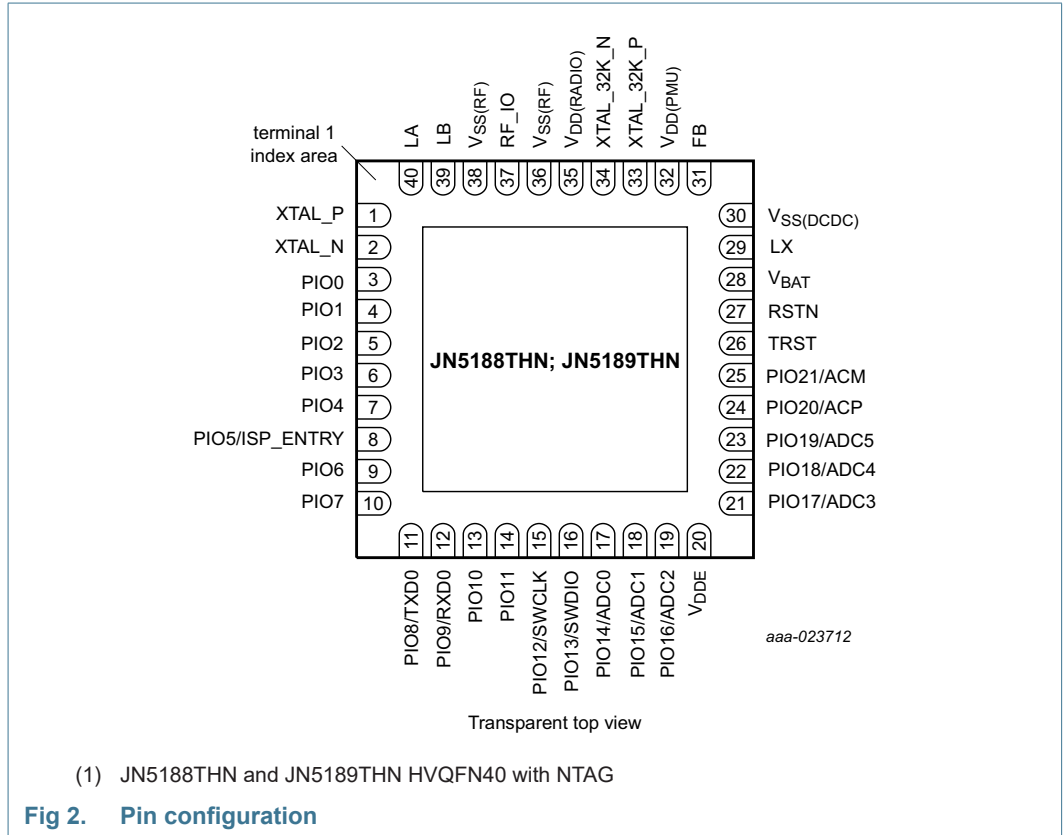 terminal 1
index area
LA
LB
VSS(RF)
RF_IO
VSS(RF)
VDD(RADIO)
XTAL_32K_N
XTAL_32K_P
VDD(PMU)
FB
40
39
38
37
36
35
34
33
32
31
XTAL_P 1
XTAL_N 2
PIO0 3
PIO1 4
PIO2 5
PIO3 6
PIO4 7
PIO5/ISP_ENTRY 8
PIO6 9
PIO7 10
JN5188THN; JN5189THN
30 VSS(DCDC)
29 LX
28 VBAT
27 RSTN
26 TRST
25 PIO21/ACM
24 PIO20/ACP
23 PIO19/ADC5
22 PIO18/ADC4
21 PIO17/ADC3
11
12
13
14
15
16
17
18
19
20
PIO8/TXD0
PIO9/RXD0
PIO10
PIO11
PIO12/SWCLK
PIO13/SWDIO
PIO14/ADC0
PIO15/ADC1
PIO16/ADC2
VDDE
aaa-023712
Transparent top view
(1) JN5188THN and JN5189THN HVQFN40 with NTAG
Fig 2. Pin configuration